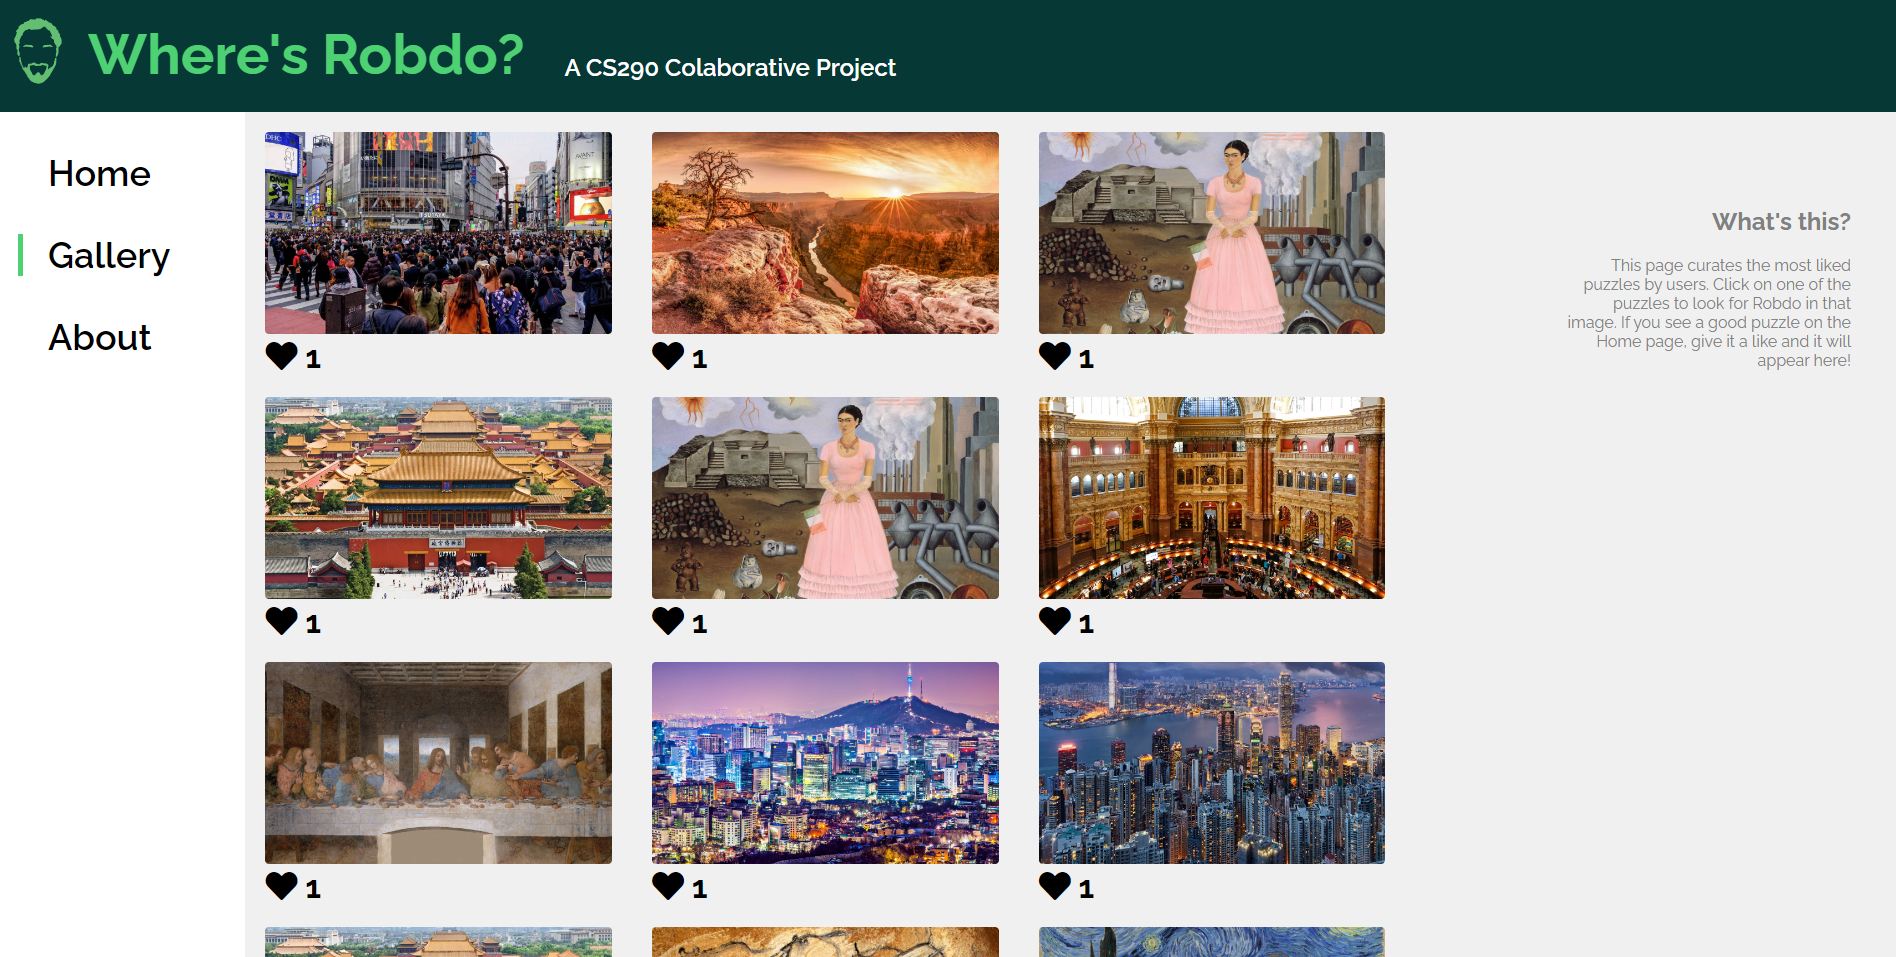 Where's Robdo?
A CS290 Colaborative Project
Home
Gallery
About
What's this?
This page curates the most liked
puzzles by users. Click on one of the
puzzles to look for Robdo in that
image. If you see a good puzzle on the
Home page, give it a like and it will
appear here!
DHC
AVANT
1
1
1
1
1
1
1
1
1